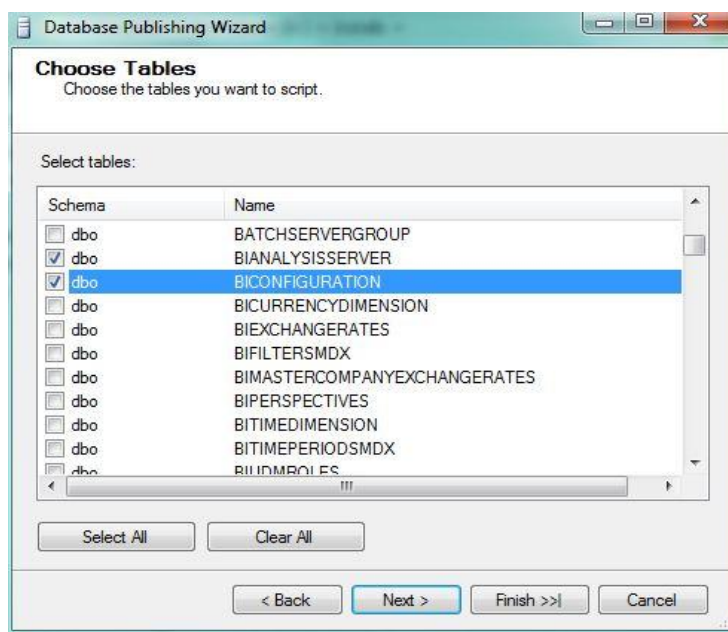 Database Publishing Wizard
Choose Tables
Choose the tables you want to script.
Select tables:
Schema Name
dbo BATCHSERVERGROUP
dbo BIANALYSISSERVER
dbo BICONFIGURATION
dbo BICURRENCYDIMENSION
dbo BIEXCHANGERATES
dbo BIFILTERSMDX
dbo BIMASTERCOMPANYEXCHANGERATES
dbo BIPERSPECTIVES
dbo BITIMEDIMENSION
dbo BITIMEPERIODSMDX
dbo BIUDMROLES
Select All Clear All
< Back Next > Finish >>| Cancel